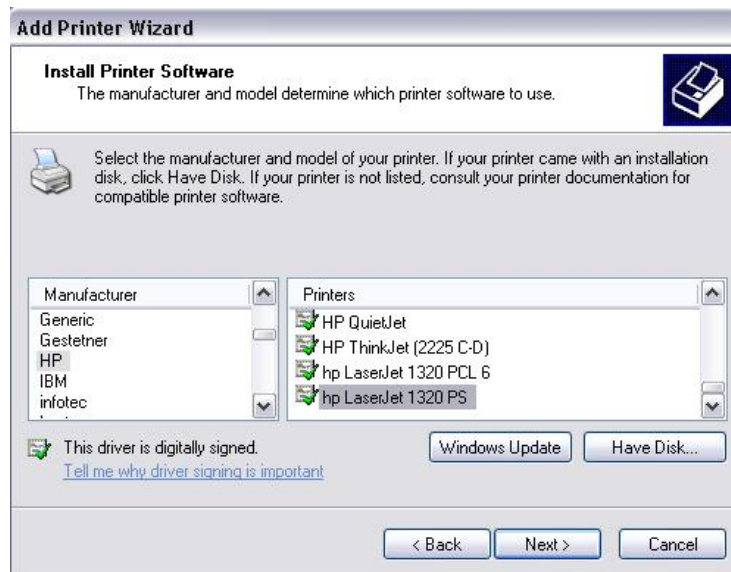 Add Printer Wizard
Install Printer Software
The manufacturer and model determine which printer software to use.
Select the manufacturer and model of your printer. If your printer came with an installation
disk, click Have Disk. If your printer is not listed, consult your printer documentation for
compatible printer software.
Manufacturer
Generic
Gestetner
HP
IBM
infotec
Printers
HP QuietJet
HP ThinkJet (2225 C-D)
hp LaserJet 1320 PCL 6
hp LaserJet 1320 PS
This driver is digitally signed.
Tell me why driver signing is important
Windows Update
Have Disk...
< Back
Next >
Cancel